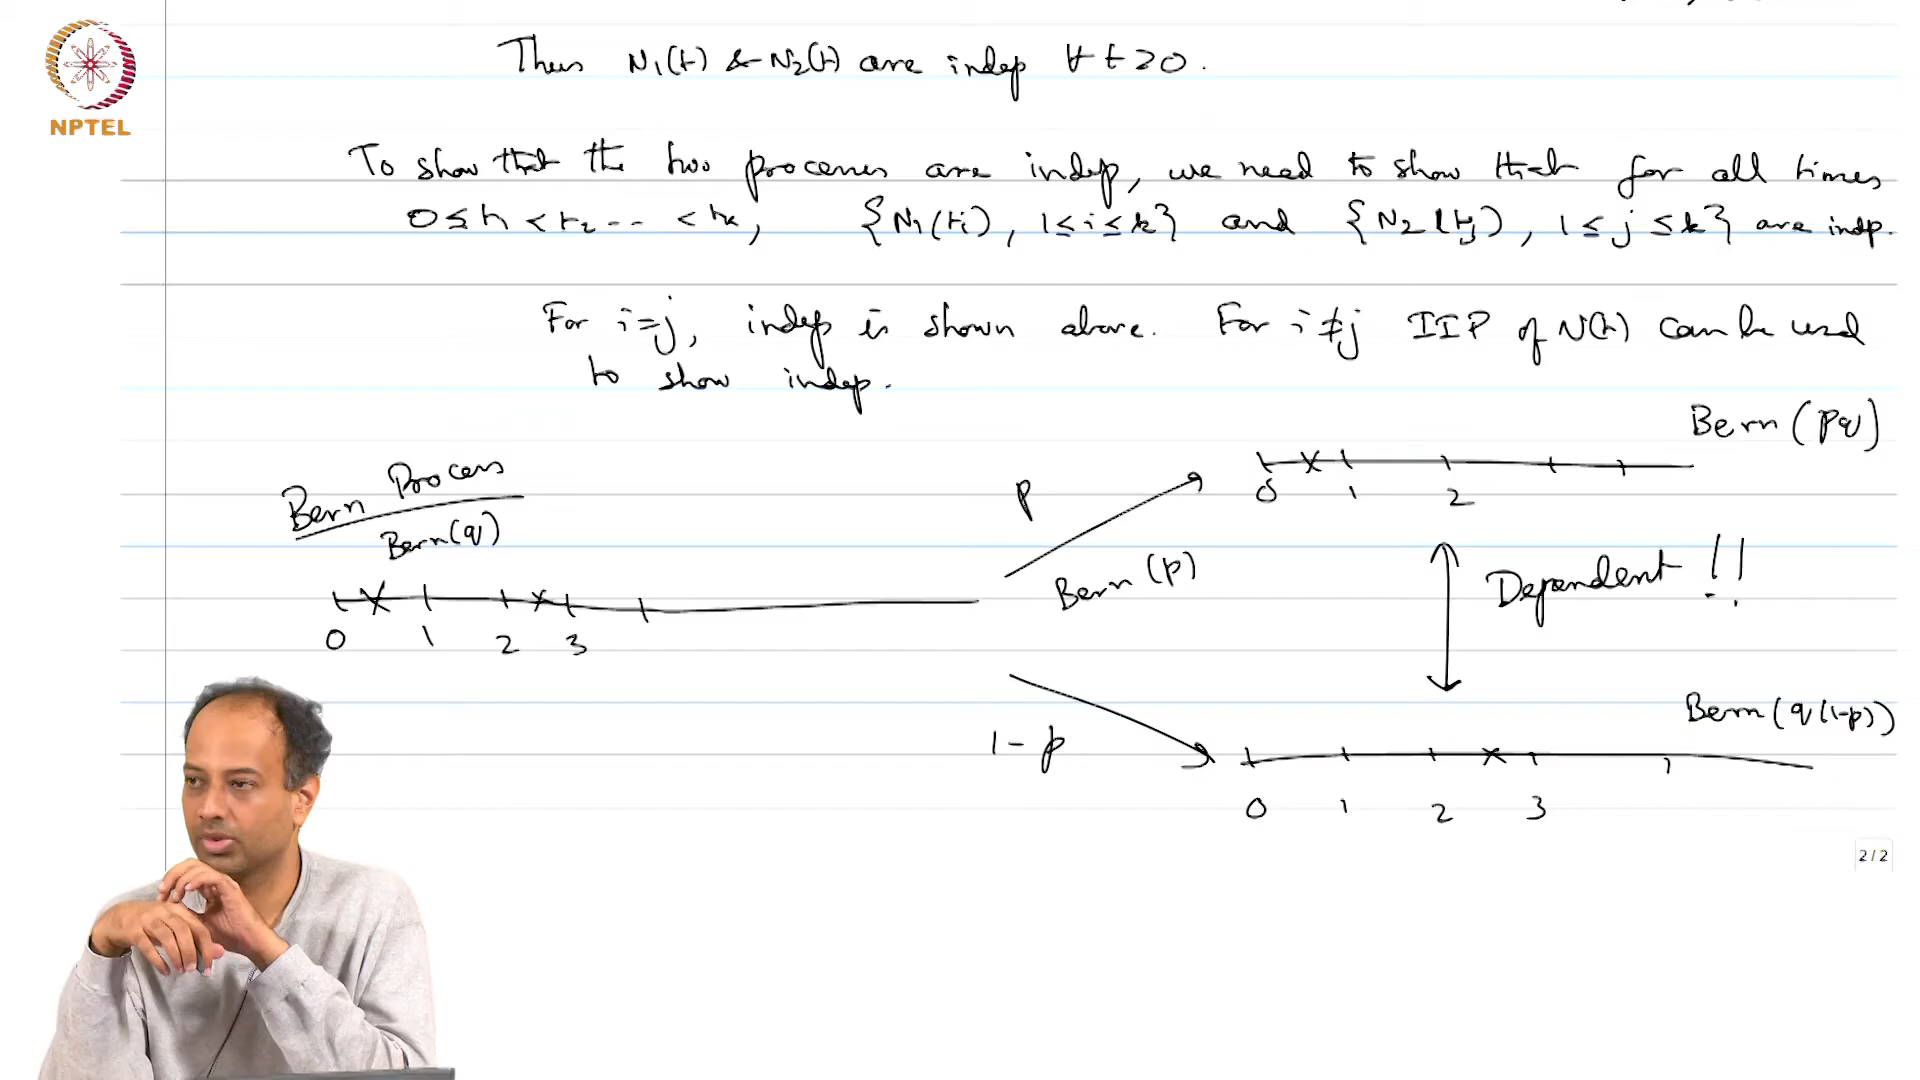 NPTEL
Thus N₁(t) & N₂(t) are indep ∀ t ≥ 0.
To show that the two processes are indep, we need to show that for all times
0 ≤ t₁ < t₂ ... < tₖ, {N₁(tᵢ), 1 ≤ i ≤ k} and {N₂(tⱼ), 1 ≤ j ≤ k} are indp.
For i=j, indep is shown above. For i ≠ j IIP of N(t) can be used
to show indep.
Bern Process
Bern(q)
0 1 2 3
p
Bern(p)
1-p
Bern(pq)
0 1 2
Dependent !!
Bern(q(1-p))
0 1 2 3
2/2